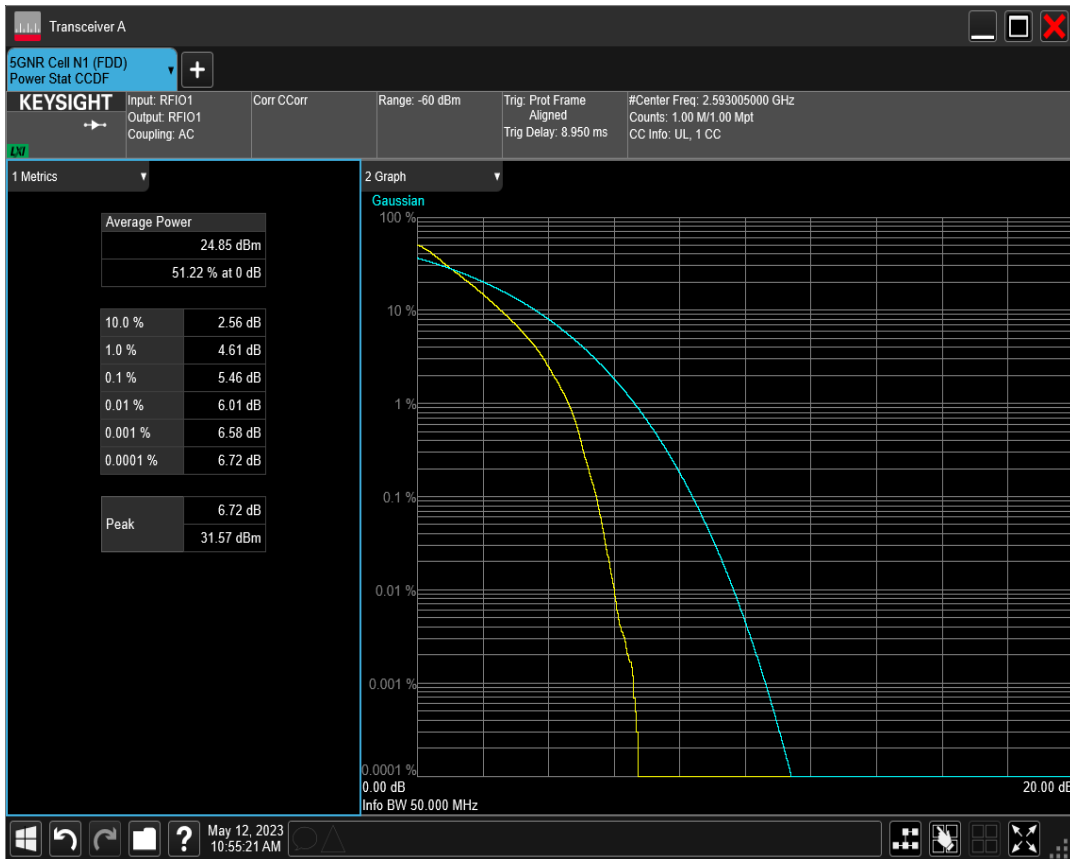 Transceiver A
5GNR Cell N1 (FDD)
Power Stat CCDF
KEYSIGHT
LXI
Input: RFIO1
Output: RFIO1
Coupling: AC
Corr CCorr
Range: -60 dBm
Trig: Prot Frame
Aligned
Trig Delay: 8.950 ms
#Center Freq: 2.593005000 GHz
Counts: 1.00 M/1.00 Mpt
CC Info: UL, 1 CC
1 Metrics
Average Power
24.85 dBm
51.22 % at 0 dB
10.0 % 2.56 dB
1.0 % 4.61 dB
0.1 % 5.46 dB
0.01 % 6.01 dB
0.001 % 6.58 dB
0.0001 % 6.72 dB
Peak
6.72 dB
31.57 dBm
2 Graph
Gaussian
100 %
10 %
1 %
0.1 %
0.01 %
0.001 %
0.0001 %
0.00 dB 20.00 dB
Info BW 50.000 MHz
?
May 12, 2023
10:55:21 AM